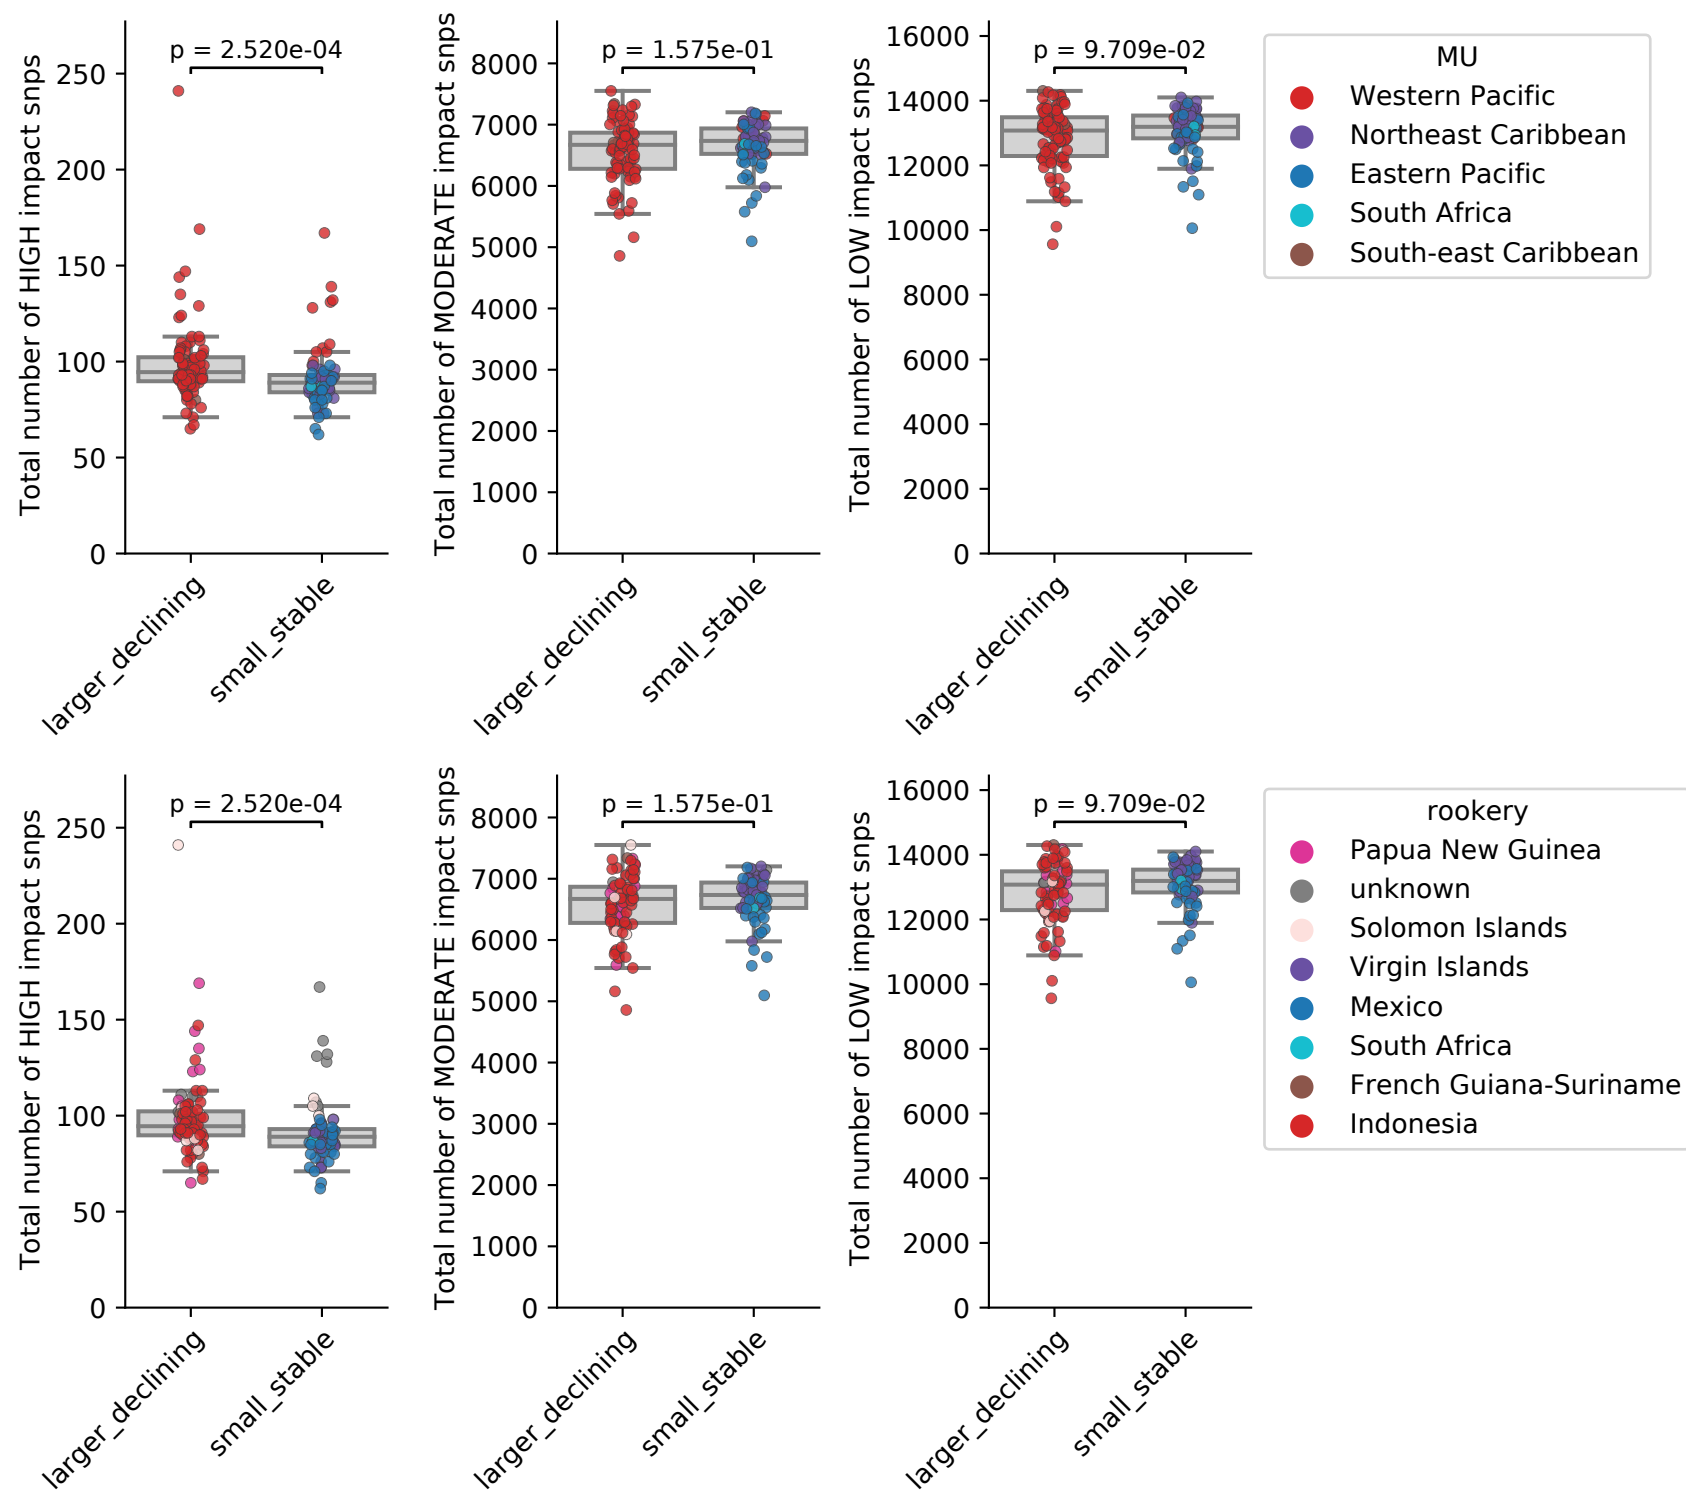 Total number of HIGH impact snps
250
200
150
100
50
0
p = 2.520e-04
larger_declining
small_stable
Total number of MODERATE impact snps
8000
7000
6000
5000
4000
3000
2000
1000
0
p = 1.575e-01
larger_declining
small_stable
Total number of LOW impact snps
16000
14000
12000
10000
8000
6000
4000
2000
0
p = 9.709e-02
larger_declining
small_stable
MU
Western Pacific
Northeast Caribbean
Eastern Pacific
South Africa
South-east Caribbean
Total number of HIGH impact snps
250
200
150
100
50
0
p = 2.520e-04
larger_declining
small_stable
Total number of MODERATE impact snps
8000
7000
6000
5000
4000
3000
2000
1000
0
p = 1.575e-01
larger_declining
small_stable
Total number of LOW impact snps
16000
14000
12000
10000
8000
6000
4000
2000
0
p = 9.709e-02
larger_declining
small_stable
rookery
Papua New Guinea
unknown
Solomon Islands
Virgin Islands
Mexico
South Africa
French Guiana-Suriname
Indonesia